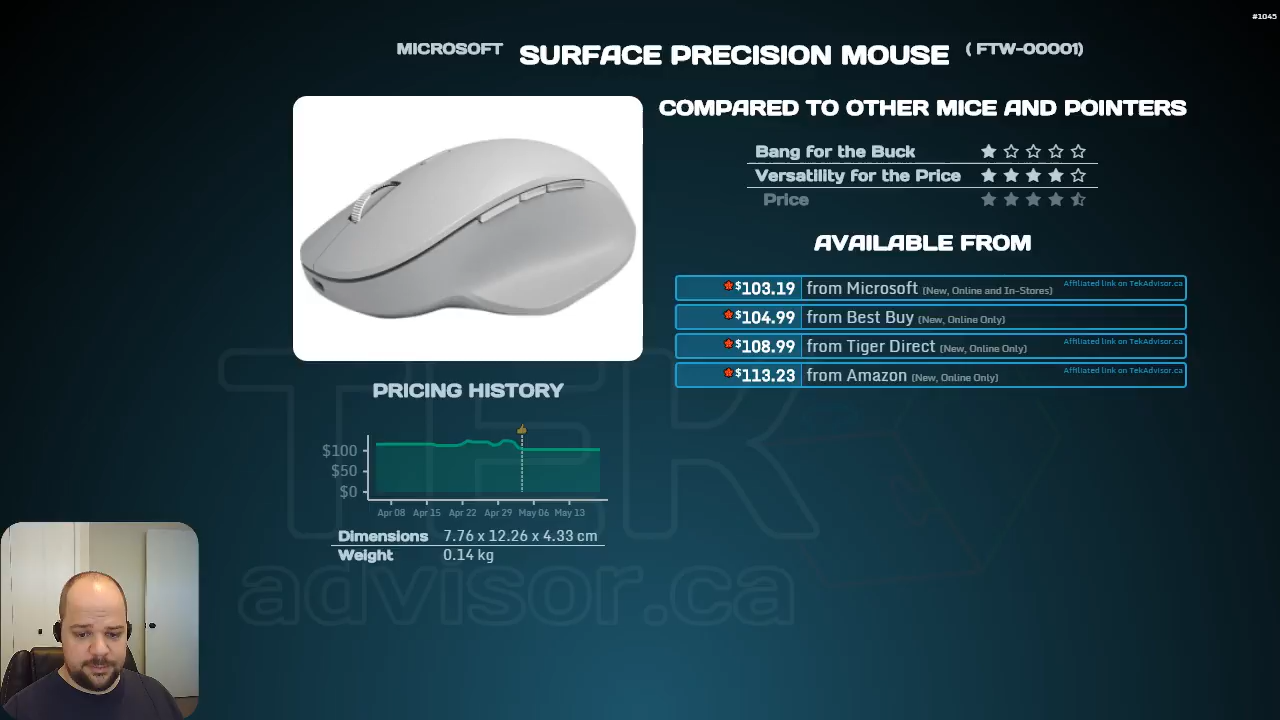 #1045
MICROSOFT SURFACE PRECISION MOUSE ( FTW-00001)
COMPARED TO OTHER MICE AND POINTERS
Bang for the Buck
Versatility for the Price
Price
AVAILABLE FROM
$103.19 from Microsoft (New, Online and In-Stores) Affiliated link on TekAdvisor.ca
$104.99 from Best Buy (New, Online Only)
$108.99 from Tiger Direct (New, Online Only) Affiliated link on TekAdvisor.ca
$113.23 from Amazon (New, Online Only) Affiliated link on TekAdvisor.ca
PRICING HISTORY
$100
$50
$0
Apr 08 Apr 15 Apr 22 Apr 29 May 06 May 13
Dimensions 7.76 x 12.26 x 4.33 cm
Weight 0.14 kg
TEK
advisor.ca